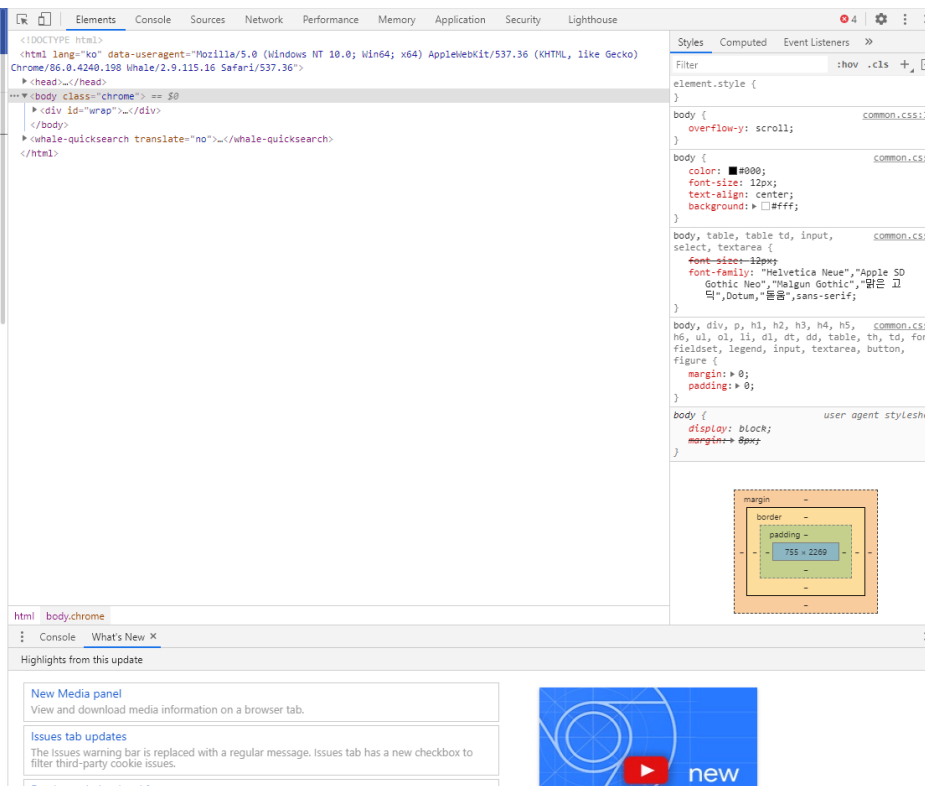 Elements Console Sources Network Performance Memory Application Security Lighthouse 4
<!DOCTYPE html>
<html lang="ko" data-useragent="Mozilla/5.0 (Windows NT 10.0; Win64; x64) AppleWebKit/537.36 (KHTML, like Gecko)
Chrome/86.0.4240.198 Whale/2.9.115.16 Safari/537.36">
<head>…</head>
<body class="chrome"> == $0
<div id="wrap">…</div>
</body>
<whale-quicksearch translate="no">…</whale-quicksearch>
</html>
html body.chrome
Styles Computed Event Listeners »
Filter :hov .cls +
element.style {
}
body { common.css:
overflow-y: scroll;
}
body { common.css
color: #000;
font-size: 12px;
text-align: center;
background: #fff;
}
body, table, table td, input, common.css
select, textarea {
font-size: 12px;
font-family: "Helvetica Neue","Apple SD
Gothic Neo","Malgun Gothic","맑은 고
딕",Dotum,"돋움",sans-serif;
}
body, div, p, h1, h2, h3, h4, h5, common.css
h6, ul, ol, li, dl, dt, dd, table, th, td, for
fieldset, legend, input, textarea, button,
figure {
margin: 0;
padding: 0;
}
body { user agent stylesh
display: block;
margin: 8px;
}
margin -
border -
padding -
- - - 755 × 2269 - - -
-
-
-
Console What's New ×
Highlights from this update
New Media panel
View and download media information on a browser tab.
Issues tab updates
The Issues warning bar is replaced with a regular message. Issues tab has a new checkbox to
filter third-party cookie issues.
new